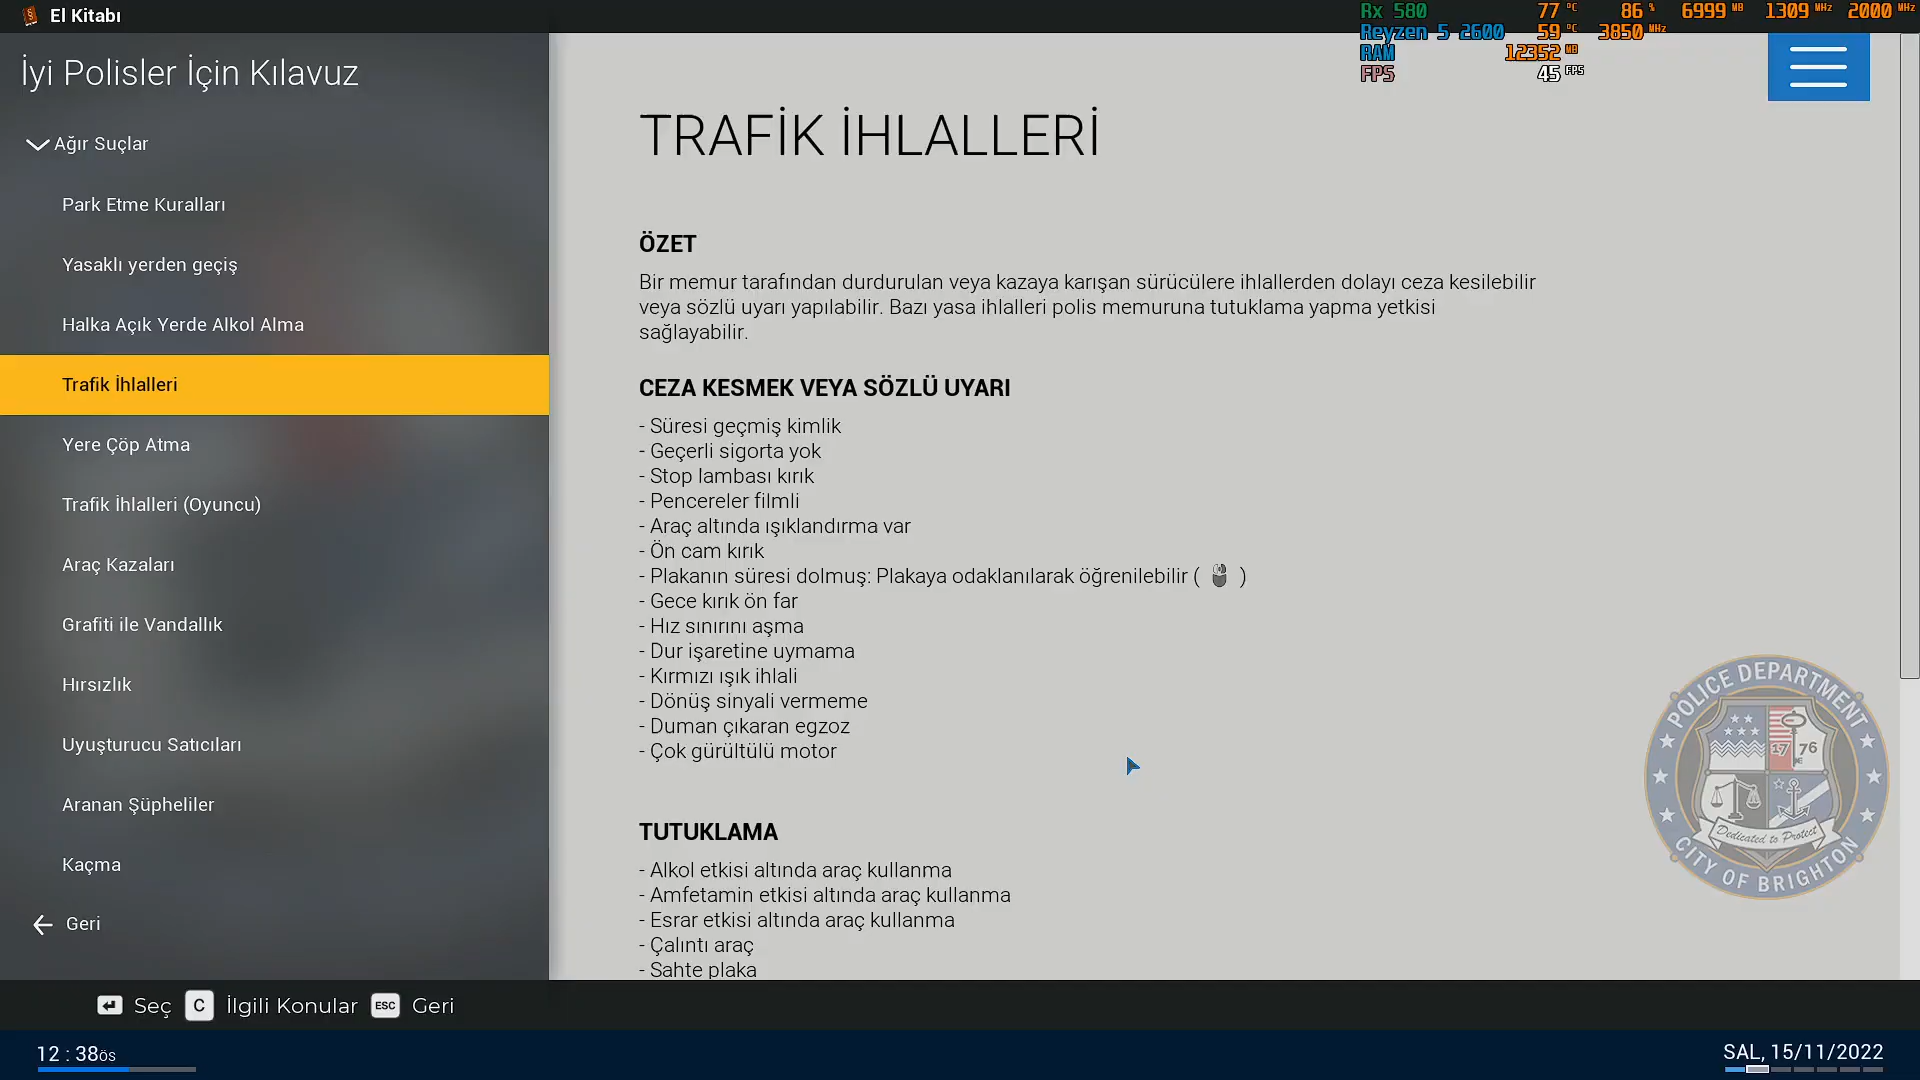 El Kitabı
Rx 580 77 °C 86 % 6999 MB 1309 MHz 2000 MHz
Reyzen 5 2600 59 °C 3850 MHz
RAM 12352 MB
FPS 45 FPS
İyi Polisler İçin Kılavuz
Ağır Suçlar
Park Etme Kuralları
Yasaklı yerden geçiş
Halka Açık Yerde Alkol Alma
Trafik İhlalleri
Yere Çöp Atma
Trafik İhlalleri (Oyuncu)
Araç Kazaları
Grafiti ile Vandallık
Hırsızlık
Uyuşturucu Satıcıları
Aranan Şüpheliler
Kaçma
Geri
TRAFİK İHLALLERİ
ÖZET
Bir memur tarafından durdurulan veya kazaya karışan sürücülere ihlallerden dolayı ceza kesilebilir
veya sözlü uyarı yapılabilir. Bazı yasa ihlalleri polis memuruna tutuklama yapma yetkisi
sağlayabilir.
CEZA KESMEK VEYA SÖZLÜ UYARI
- Süresi geçmiş kimlik
- Geçerli sigorta yok
- Stop lambası kırık
- Pencereler filmli
- Araç altında ışıklandırma var
- Ön cam kırık
- Plakanın süresi dolmuş: Plakaya odaklanılarak öğrenilebilir ( )
- Gece kırık ön far
- Hız sınırını aşma
- Dur işaretine uymama
- Kırmızı ışık ihlali
- Dönüş sinyali vermeme
- Duman çıkaran egzoz
- Çok gürültülü motor
TUTUKLAMA
- Alkol etkisi altında araç kullanma
- Amfetamin etkisi altında araç kullanma
- Esrar etkisi altında araç kullanma
- Çalıntı araç
- Sahte plaka
POLICE DEPARTMENT
17 76
Dedicated to Protect
CITY OF BRIGHTON
Seç C İlgili Konular ESC Geri
12 : 38ös
SAL, 15/11/2022